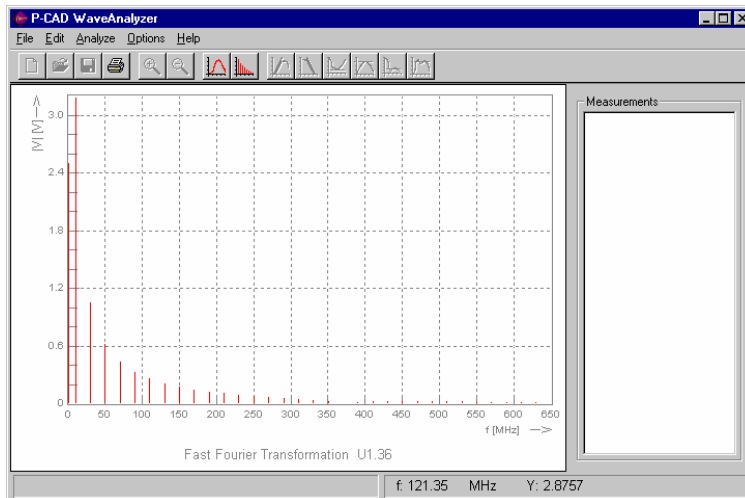 P-CAD WaveAnalyzer
File Edit Analyze Options Help
|V| [V]—>
3.0
2.4
1.8
1.2
0.6
0
0 50 100 150 200 250 300 350 400 450 500 550 600 650
f [MHz] —>
Fast Fourier Transformation U1.36
Measurements
f: 121.35 MHz Y: 2.8757